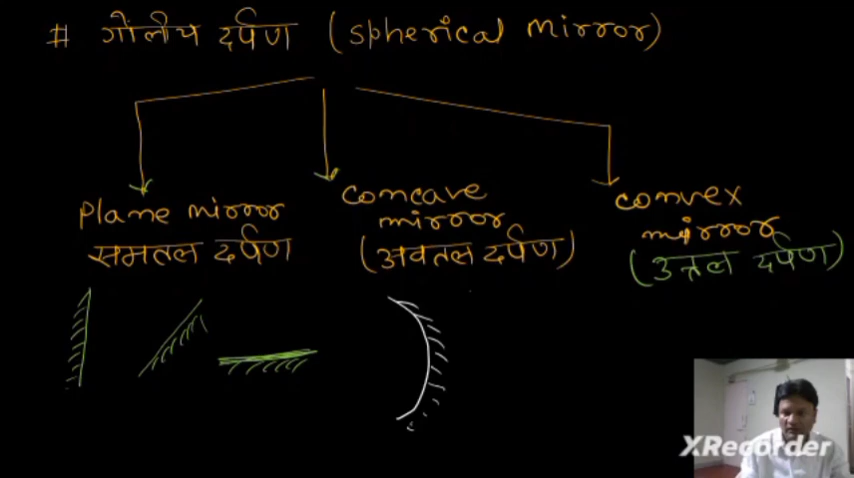 # गोलीय दर्पण (spherical mirror)
plane mirror
समतल दर्पण
concave
mirror
(अवतल दर्पण)
convex
mirror
(उत्तल दर्पण)
XRecorder